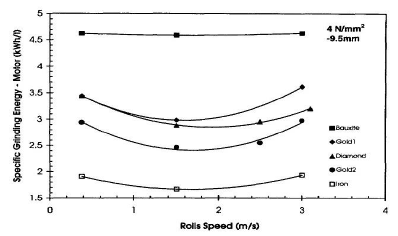 5
4.5
4
3.5
3
2.5
2
1.5
Specific Grinding Energy - Motor (kWh/t)
4 N/mm²
-9.5mm
Bauxite
Gold1
Diamond
Gold2
Iron
0 1 2 3 4
Rolls Speed (m/s)